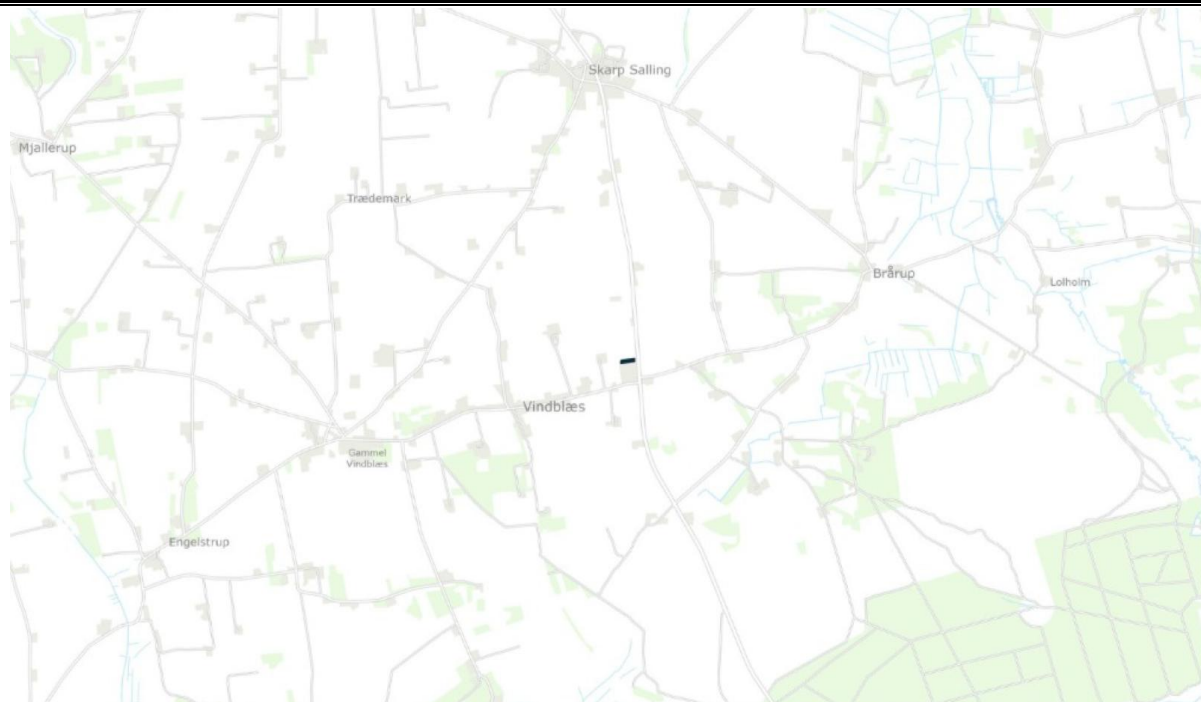 Skarp Salling
Mjallerup
Trædemark
Brårup
Lolholm
Vindblæs
Gammel
Vindblæs
Engelstrup